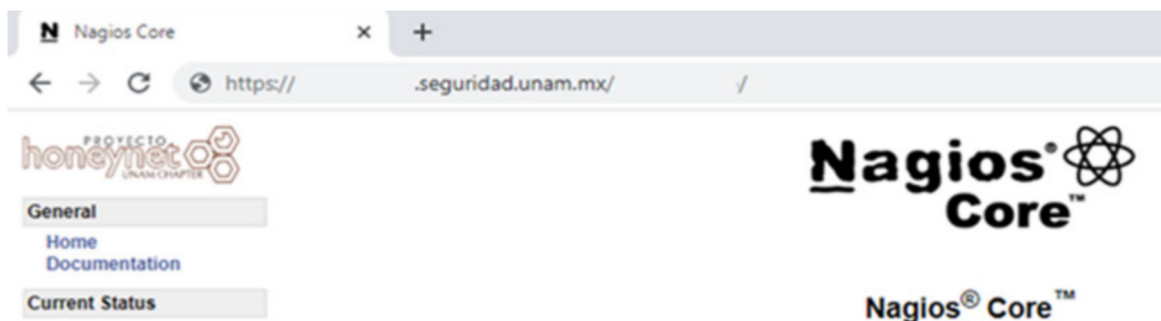 Nagios Core
https:// .seguridad.unam.mx/ /
PROYECTO
honeynet
UNAM CHAPTER
General
Home
Documentation
Current Status
Nagios®
Core™
Nagios® Core™